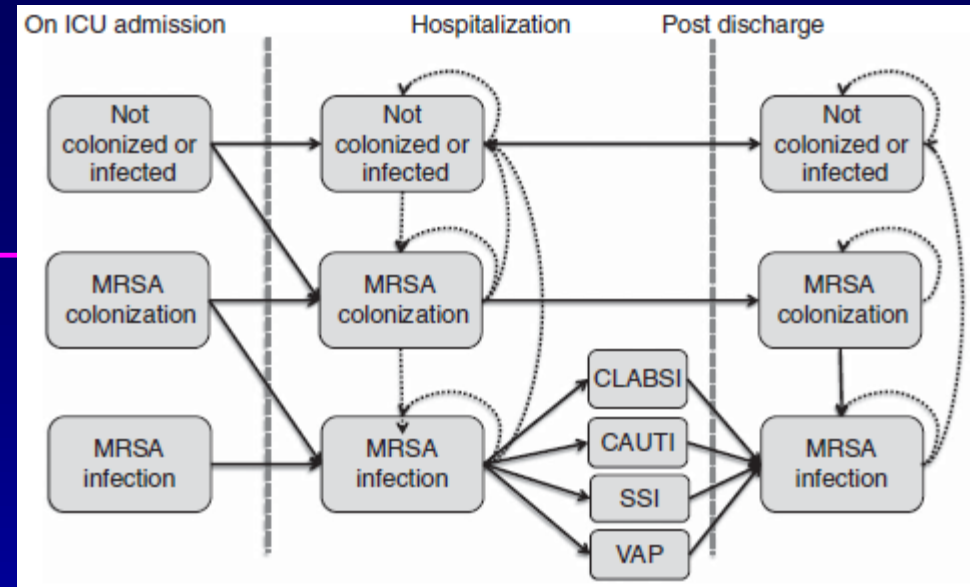 On ICU admission
Hospitalization
Post discharge
Not
colonized or
infected
Not
colonized or
infected
Not
colonized or
infected
MRSA
colonization
MRSA
colonization
MRSA
colonization
MRSA
infection
MRSA
infection
CLABSI
CAUTI
SSI
VAP
MRSA
infection